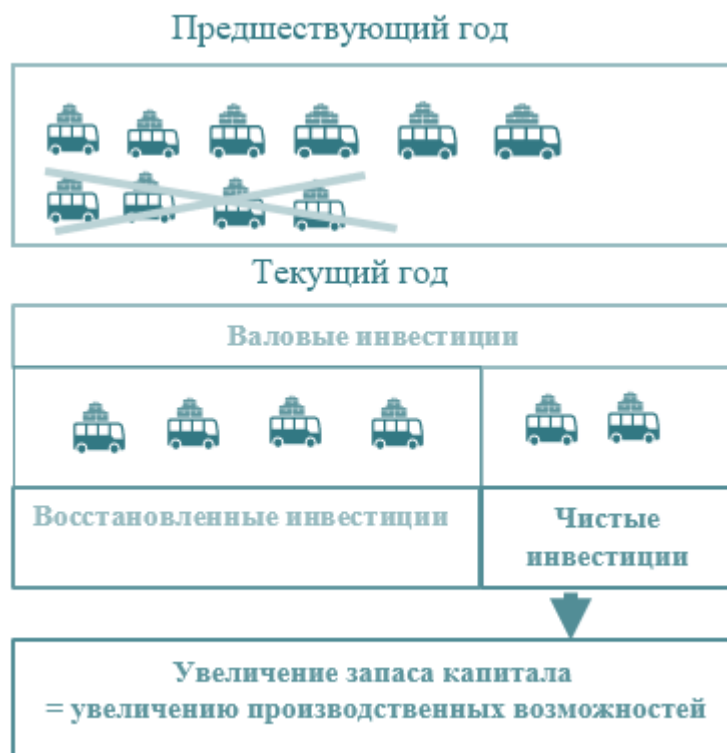 Предшествующий год
Текущий год
Валовые инвестиции
Восстановленные инвестиции
Чистые
инвестиции
Увеличение запаса капитала
= увеличению производственных возможностей